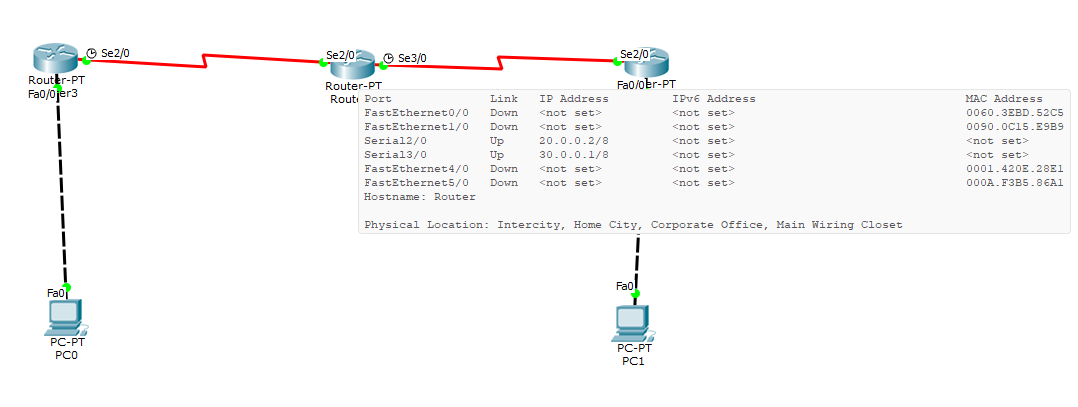 Se2/0
Se2/0
Se3/0
Se2/0
Router-PT
Fa0/0 er3
Router-PT
Rou
Fa0/0 er-PT
Port Link IP Address IPv6 Address MAC Address
FastEthernet0/0 Down <not set> <not set> 0060.3EBD.52C5
FastEthernet1/0 Down <not set> <not set> 0090.0C15.E9B9
Serial2/0 Up 20.0.0.2/8 <not set> <not set>
Serial3/0 Up 30.0.0.1/8 <not set> <not set>
FastEthernet4/0 Down <not set> <not set> 0001.420E.28E1
FastEthernet5/0 Down <not set> <not set> 000A.F3B5.86A1
Hostname: Router
Physical Location: Intercity, Home City, Corporate Office, Main Wiring Closet
Fa0
PC-PT
PC0
Fa0
PC-PT
PC1